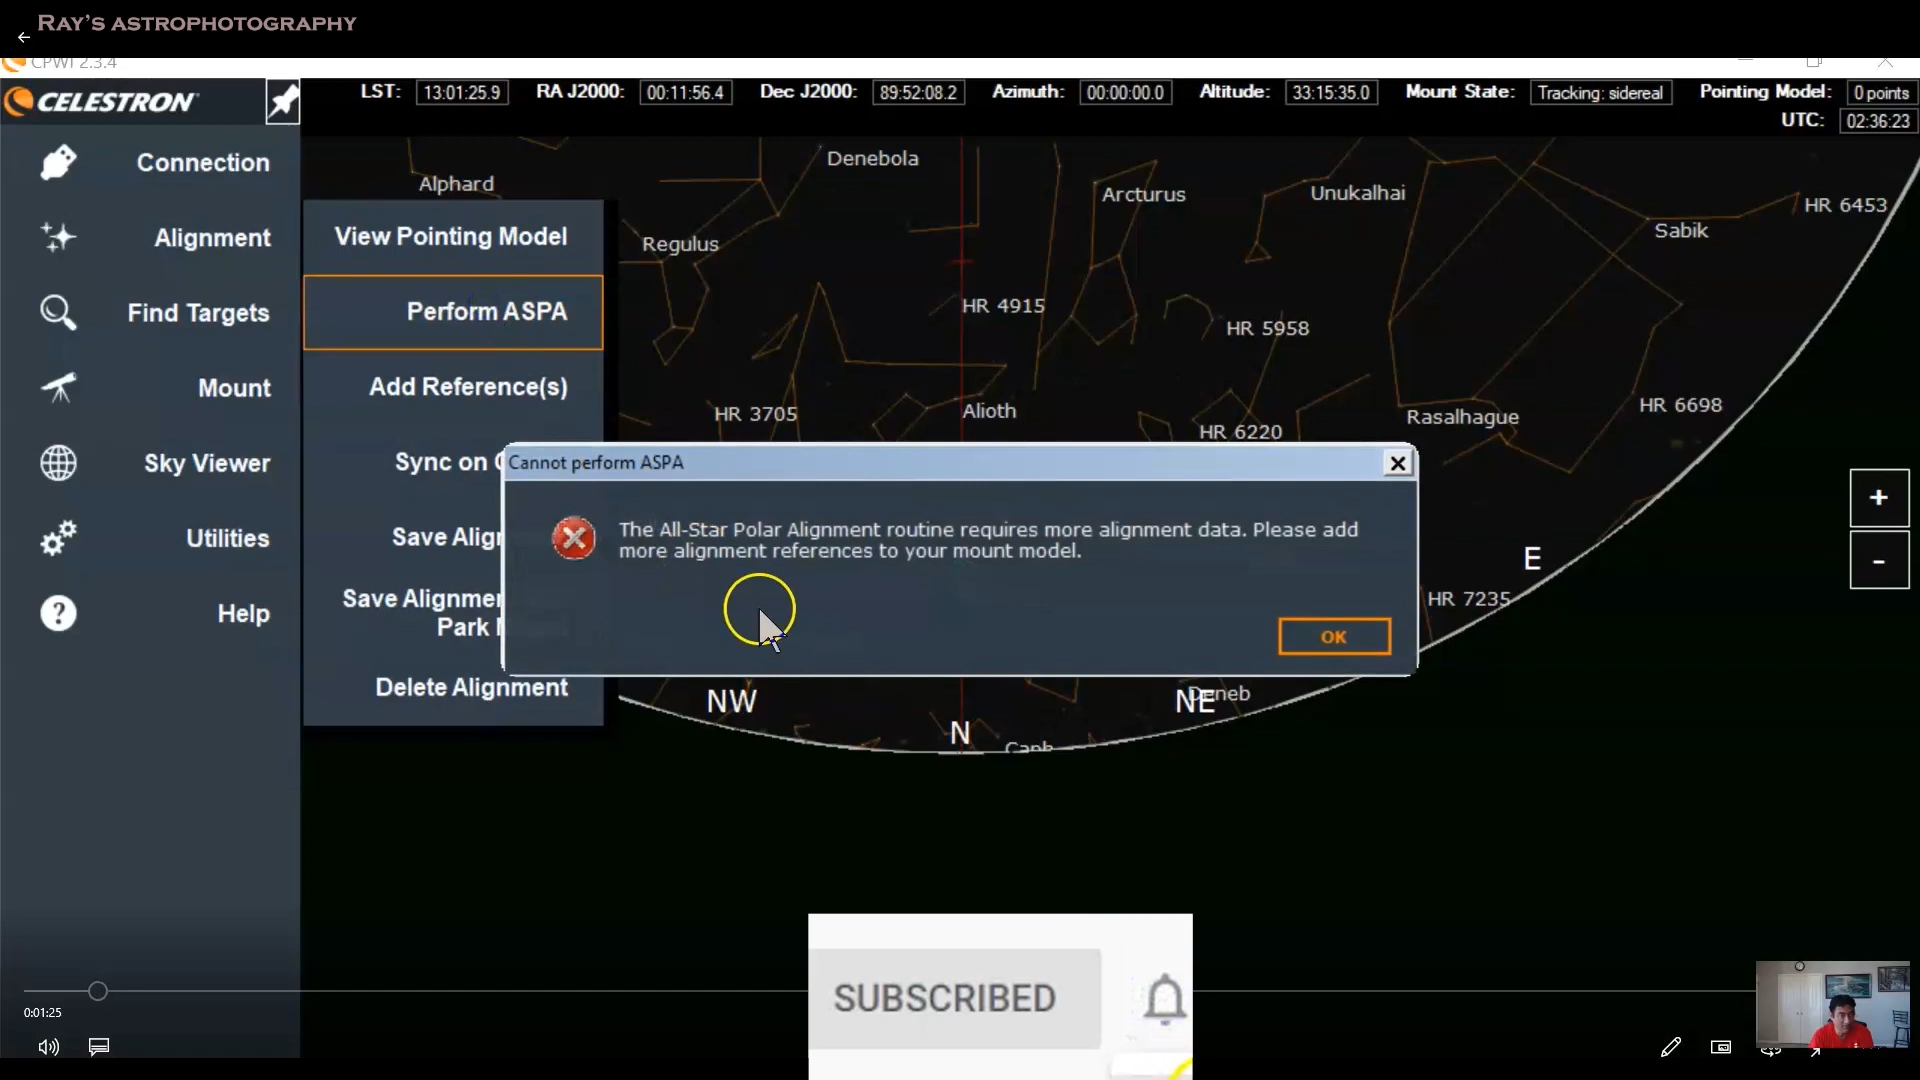 RAY'S ASTROPHOTOGRAPHY
CPWI 2.3.4
CELESTRON
LST: 13:01:25.9 RA J2000: 00:11:56.4 Dec J2000: 89:52:08.2 Azimuth: 00:00:00.0 Altitude: 33:15:35.0 Mount State: Tracking: sidereal Pointing Model: 0 points
UTC: 02:36:23
Connection
Alignment
Find Targets
Mount
Sky Viewer
Utilities
Help
View Pointing Model
Perform ASPA
Add Reference(s)
Sync on
Save Alig
Save Alignme
Park
Delete Alignment
Denebola
Alphard
Arcturus
Unukalhai
HR 6453
Sabik
Regulus
HR 4915
HR 5958
HR 3705
Alioth
HR 6220
Rasalhague
HR 6698
Cannot perform ASPA
The All-Star Polar Alignment routine requires more alignment data. Please add
more alignment references to your mount model.
OK
E
HR 7235
NW
N
NE
Deneb
Caph
+
-
SUBSCRIBED
0:01:25